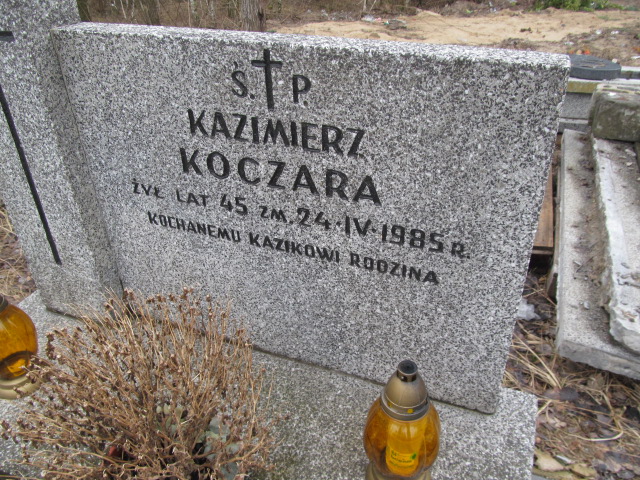 Ś. P.
KAZIMIERZ
KOCZARA
ŻYŁ LAT 45 ZM. 24·IV·1985 R.
KOCHANEMU KAZIKOWI RODZINA